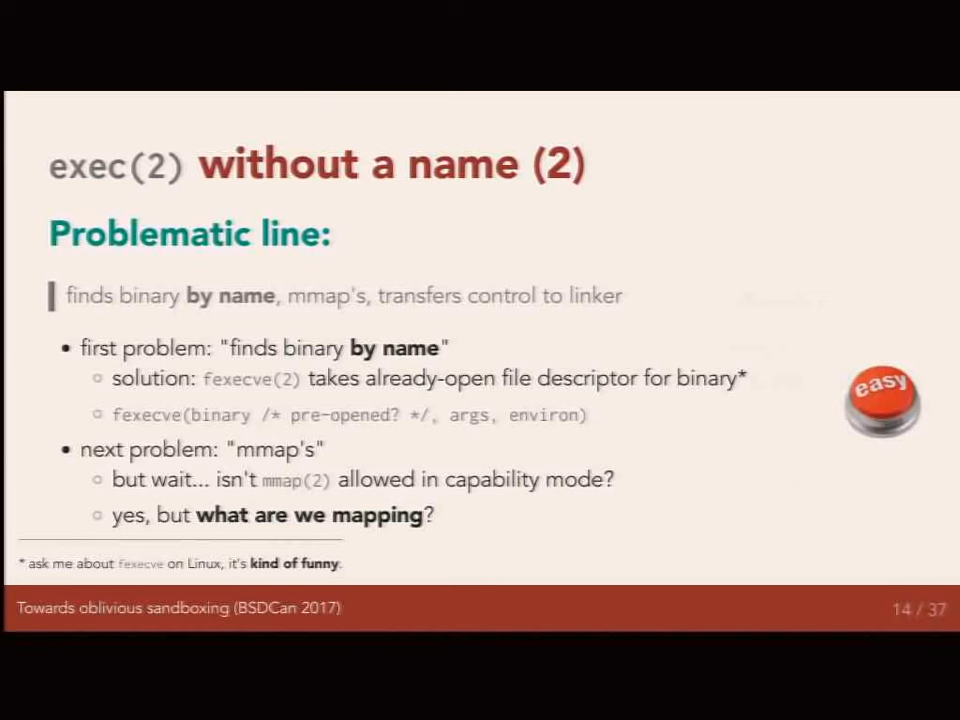 exec(2) without a name (2)
Problematic line:
finds binary by name, mmap's, transfers control to linker
• first problem: "finds binary by name"
○ solution: fexecve(2) takes already-open file descriptor for binary*
○ fexecve(binary /* pre-opened? */, args, environ)
• next problem: "mmap's"
○ but wait... isn't mmap(2) allowed in capability mode?
○ yes, but what are we mapping?
easy
* ask me about fexecve on Linux, it's kind of funny.
Towards oblivious sandboxing (BSDCan 2017)
14 / 37